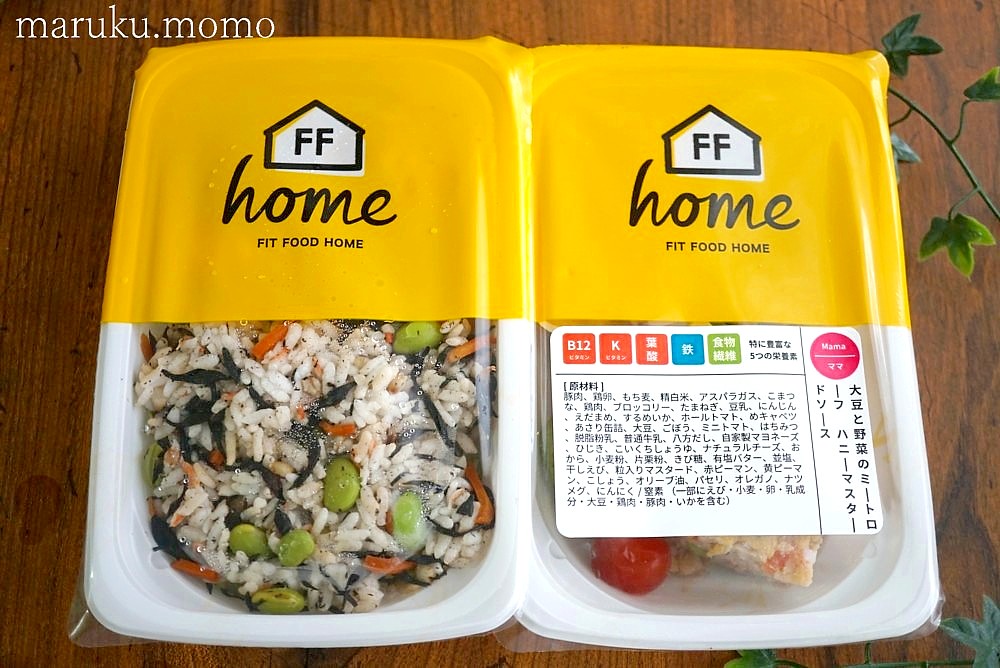 maruku.momo
FF
home
FIT FOOD HOME
FF
home
FIT FOOD HOME
B12
ビタミン
K
ビタミン
葉
酸
鉄
食物
繊維
特に豊富な
5つの栄養素
Mama
ママ
[ 原材料 ]
豚肉、鶏卵、もち麦、精白米、アスパラガス、こまつ
な、鶏肉、ブロッコリー、たまねぎ、豆乳、にんじん
、えだまめ、するめいか、ホールトマト、めキャベツ
、あさり缶詰、大豆、ごぼう、ミニトマト、はちみつ
、脱脂粉乳、普通牛乳、八方だし、自家製マヨネーズ
、ひじき、こいくちしょうゆ、ナチュラルチーズ、お
から、小麦粉、片栗粉、きび糖、有塩バター、並塩、
干しえび、粒入りマスタード、赤ピーマン、黄ピーマ
ン、こしょう、オリーブ油、パセリ、オレガノ、ナツ
メグ、にんにく / 窒素 (一部にえび・小麦・卵・乳成
分・大豆・鶏肉・豚肉・いかを含む)
大豆と野菜のミートロ
ーフ ハニーマスター
ドソース